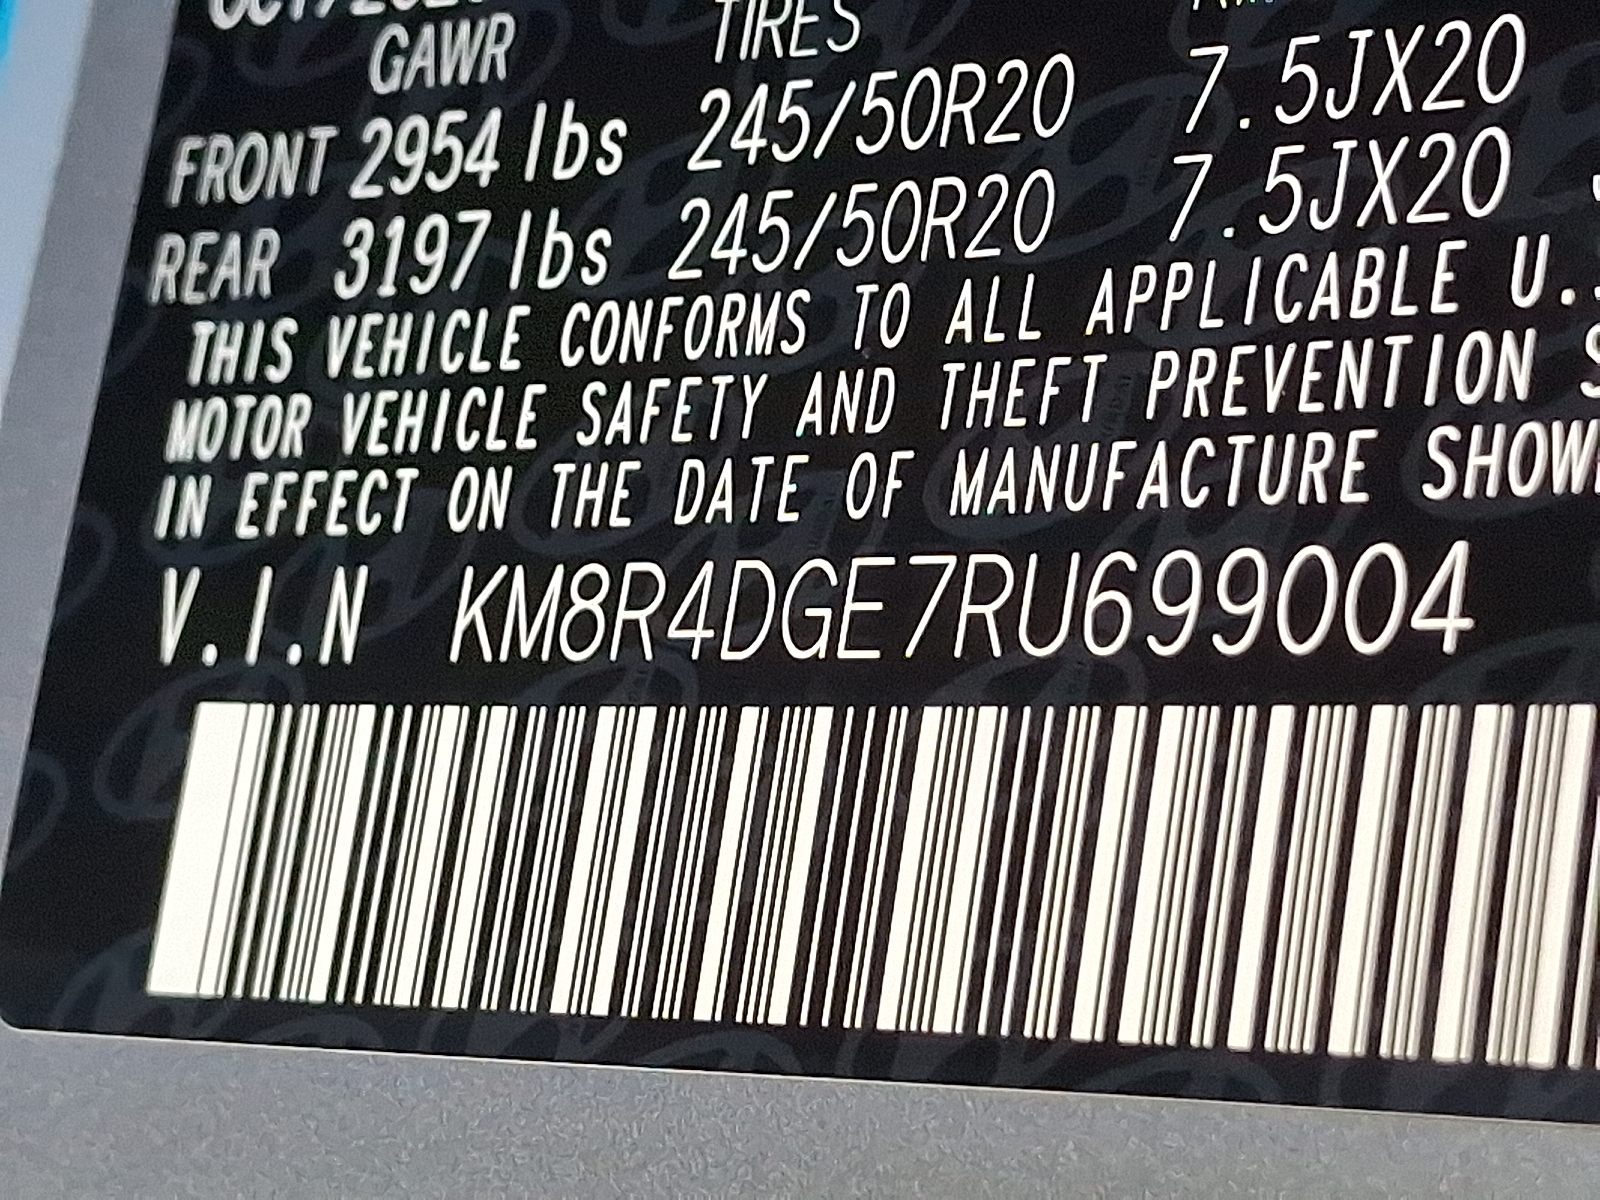 GAWR TIRES
FRONT 2954 lbs 245/50R20 7.5JX20
REAR 3197 lbs 245/50R20 7.5JX20
THIS VEHICLE CONFORMS TO ALL APPLICABLE U.
MOTOR VEHICLE SAFETY AND THEFT PREVENTION S
IN EFFECT ON THE DATE OF MANUFACTURE SHOW
V.I.N KM8R4DGE7RU699004